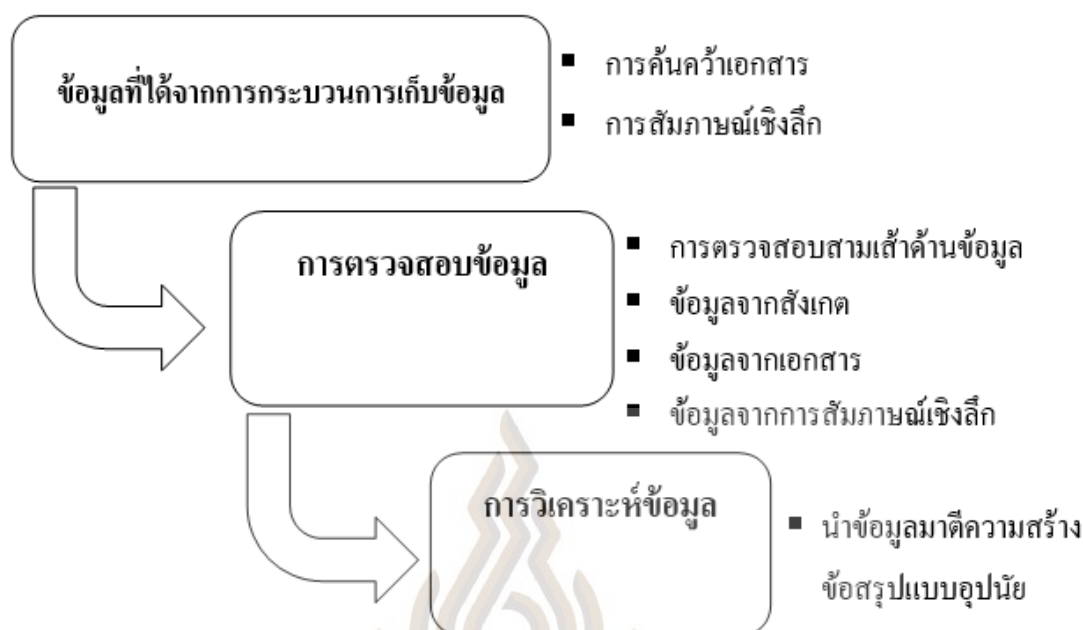 ข้อมูลที่ได้จากการกระบวนการเก็บข้อมูล
▪ การค้นคว้าเอกสาร
▪ การสัมภาษณ์เชิงลึก
การตรวจสอบข้อมูล
▪ การตรวจสอบสามเส้าด้านข้อมูล
▪ ข้อมูลจากสังเกต
▪ ข้อมูลจากเอกสาร
▪ ข้อมูลจากการสัมภาษณ์เชิงลึก
การวิเคราะห์ข้อมูล
▪ นำข้อมูลมาตีความสร้าง
ข้อสรุปแบบอุปนัย